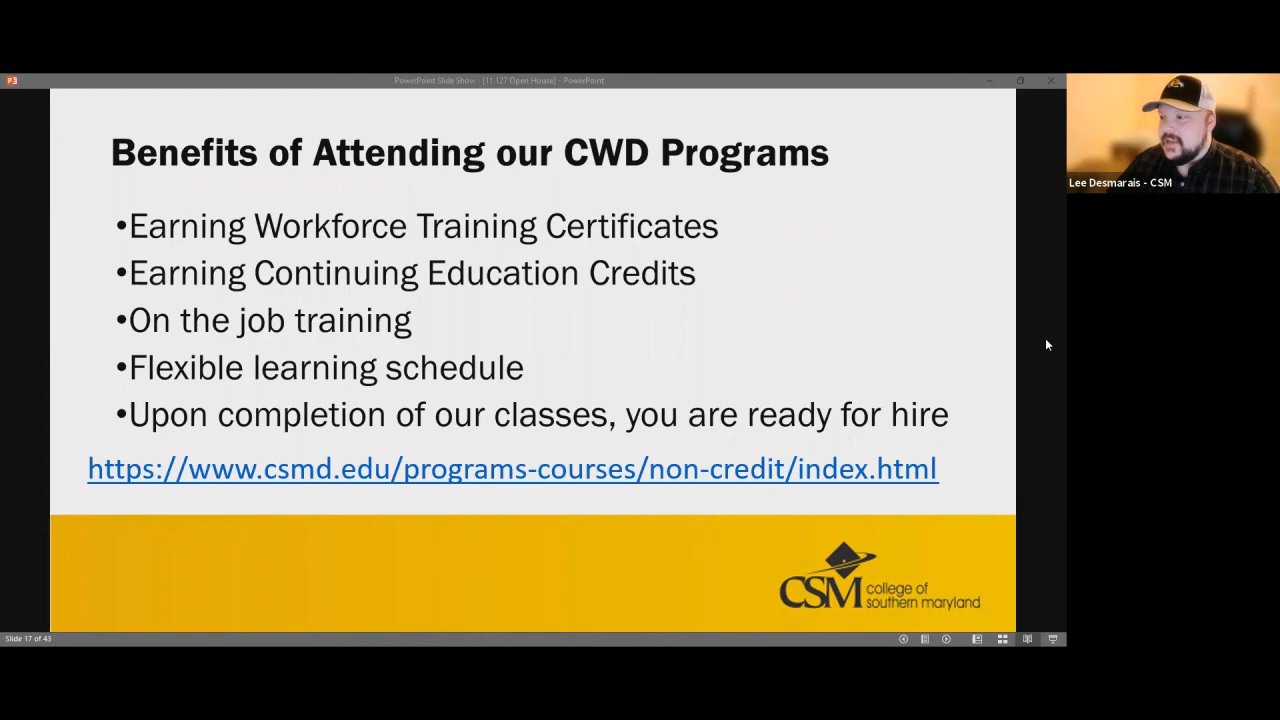 PowerPoint Slide Show - [11.127 Open House] - PowerPoint
Benefits of Attending our CWD Programs
•Earning Workforce Training Certificates
•Earning Continuing Education Credits
•On the job training
•Flexible learning schedule
•Upon completion of our classes, you are ready for hire
https://www.csmd.edu/programs-courses/non-credit/index.html
CSM college of
southern maryland
Slide 17 of 43
Lee Desmarais - CSM